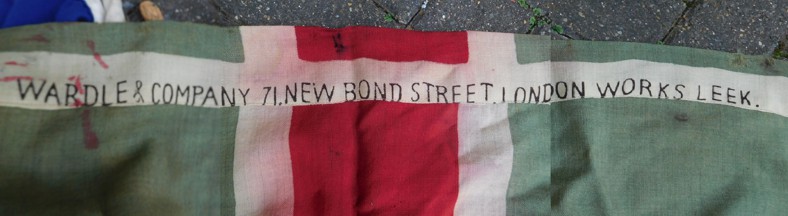 WARDLE & COMPANY 71, NEW BOND STREET, LONDON WORKS LEEK.